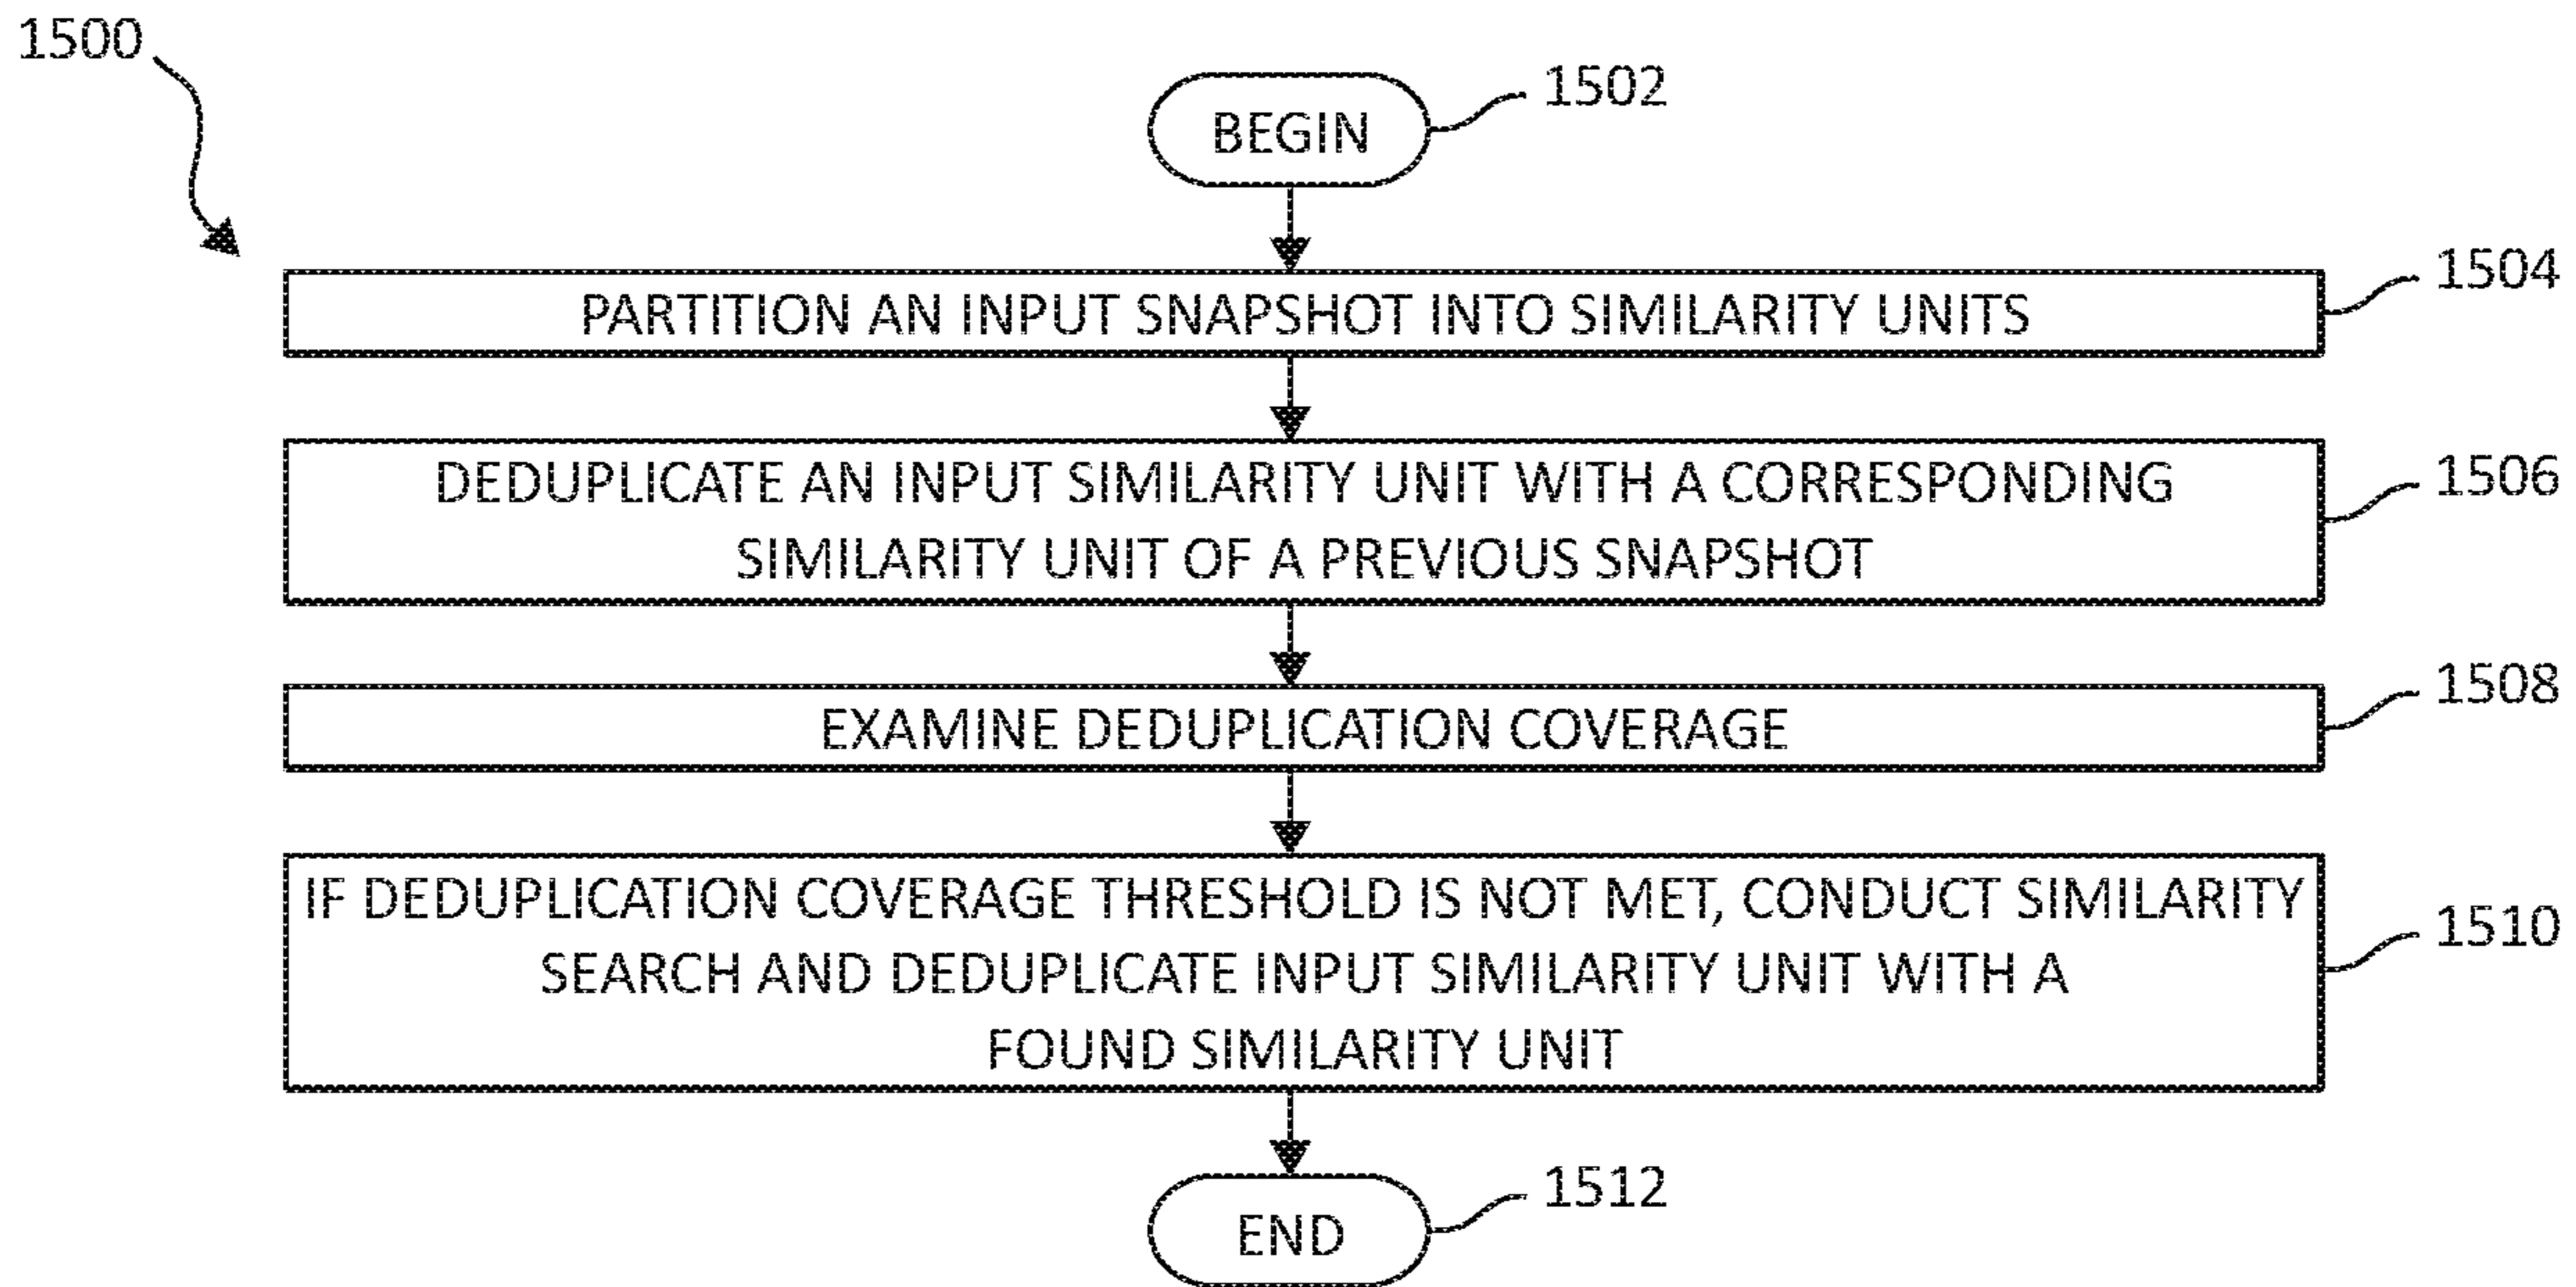 1500
BEGIN
1502
PARTITION AN INPUT SNAPSHOT INTO SIMILARITY UNITS
1504
DEDUPLICATE AN INPUT SIMILARITY UNIT WITH A CORRESPONDING
SIMILARITY UNIT OF A PREVIOUS SNAPSHOT
1506
EXAMINE DEDUPLICATION COVERAGE
1508
IF DEDUPLICATION COVERAGE THRESHOLD IS NOT MET, CONDUCT SIMILARITY
SEARCH AND DEDUPLICATE INPUT SIMILARITY UNIT WITH A
FOUND SIMILARITY UNIT
1510
END
1512